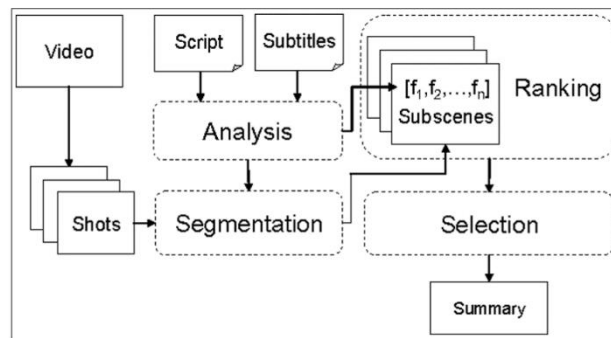 Video
Script
Subtitles
[f1,f2,...,fn]
Subscenes
Ranking
Analysis
Shots
Segmentation
Selection
Summary